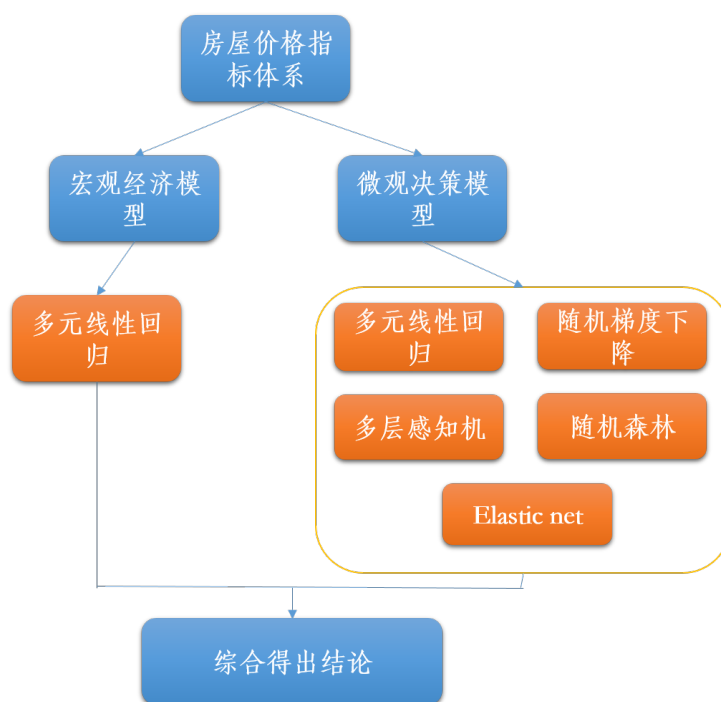 房屋价格指
标体系
宏观经济模
型
微观决策模
型
多元线性回
归
多元线性回
归
随机梯度下
降
多层感知机
随机森林
Elastic net
综合得出结论